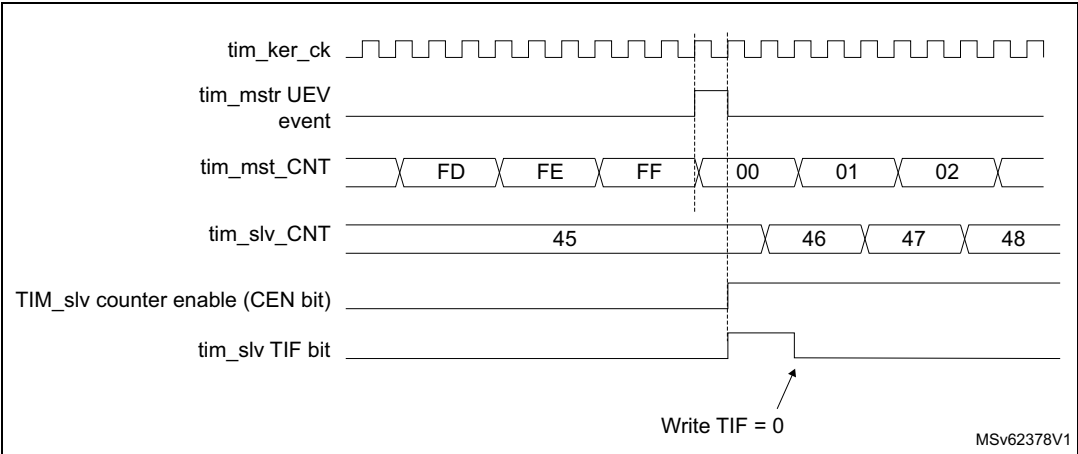 tim_ker_ck
tim_mstr UEV
event
tim_mst_CNT FD FE FF 00 01 02
tim_slv_CNT 45 46 47 48
TIM_slv counter enable (CEN bit)
tim_slv TIF bit
Write TIF = 0
MSv62378V1